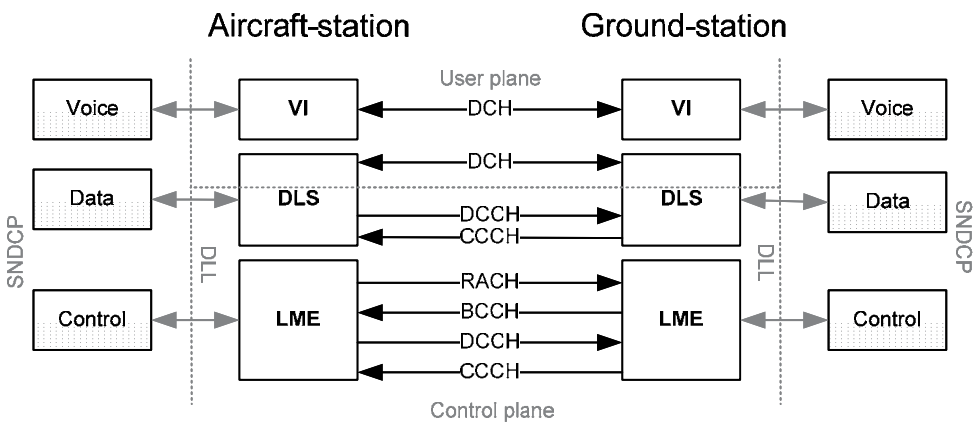 Aircraft-station
Ground-station
User plane
Voice
VI
DCH
VI
Voice
DCH
Data
DLS
DLS
Data
DCCH
CCCH
SNDCP
DLL
DLL
SNDCP
RACH
Control
LME
BCCH
LME
Control
DCCH
CCCH
Control plane